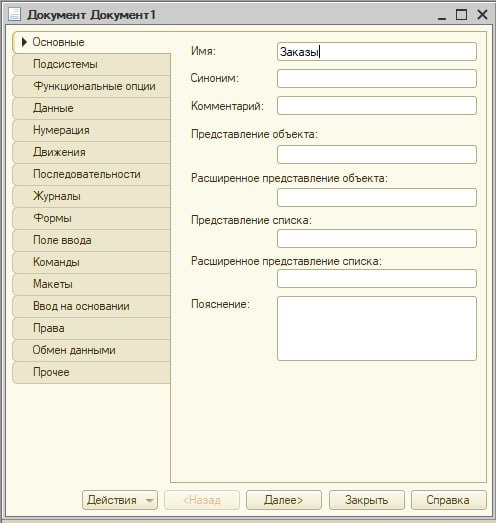 Документ Документ1
Основные
Подсистемы
Функциональные опции
Данные
Нумерация
Движения
Последовательности
Журналы
Формы
Поле ввода
Команды
Макеты
Ввод на основании
Права
Обмен данными
Прочее
Имя: Заказы
Синоним:
Комментарий:
Представление объекта:
Расширенное представление объекта:
Представление списка:
Расширенное представление списка:
Пояснение:
Действия <Назад Далее> Закрыть Справка